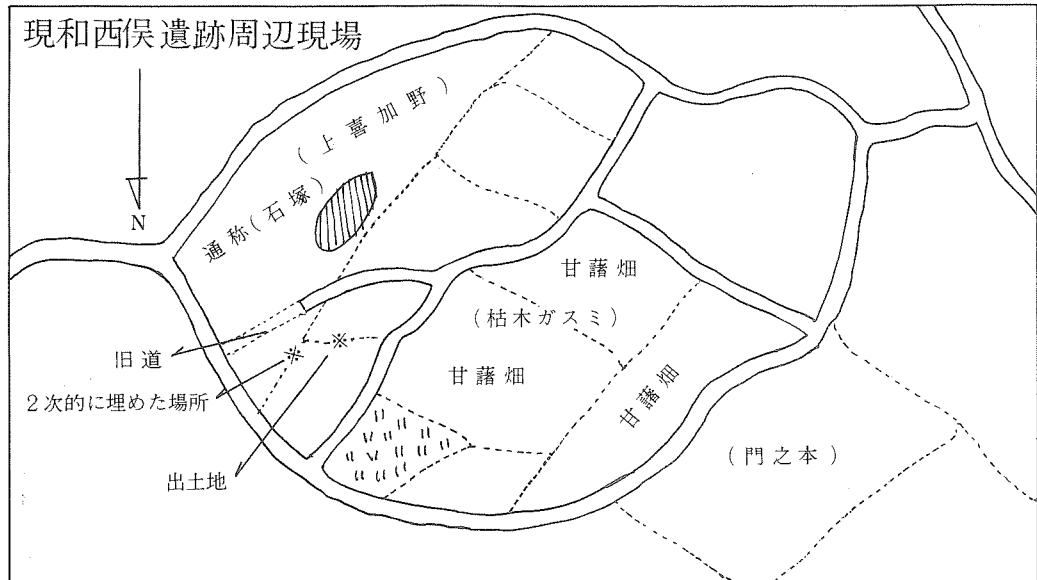 現和西俣遺跡周辺現場
N
(上喜加野)
通称(石塚)
甘藷畑
(枯木ガスミ)
甘藷畑
甘藷畑
旧道
※
※
2次的に埋めた場所
出土地
(門之本)